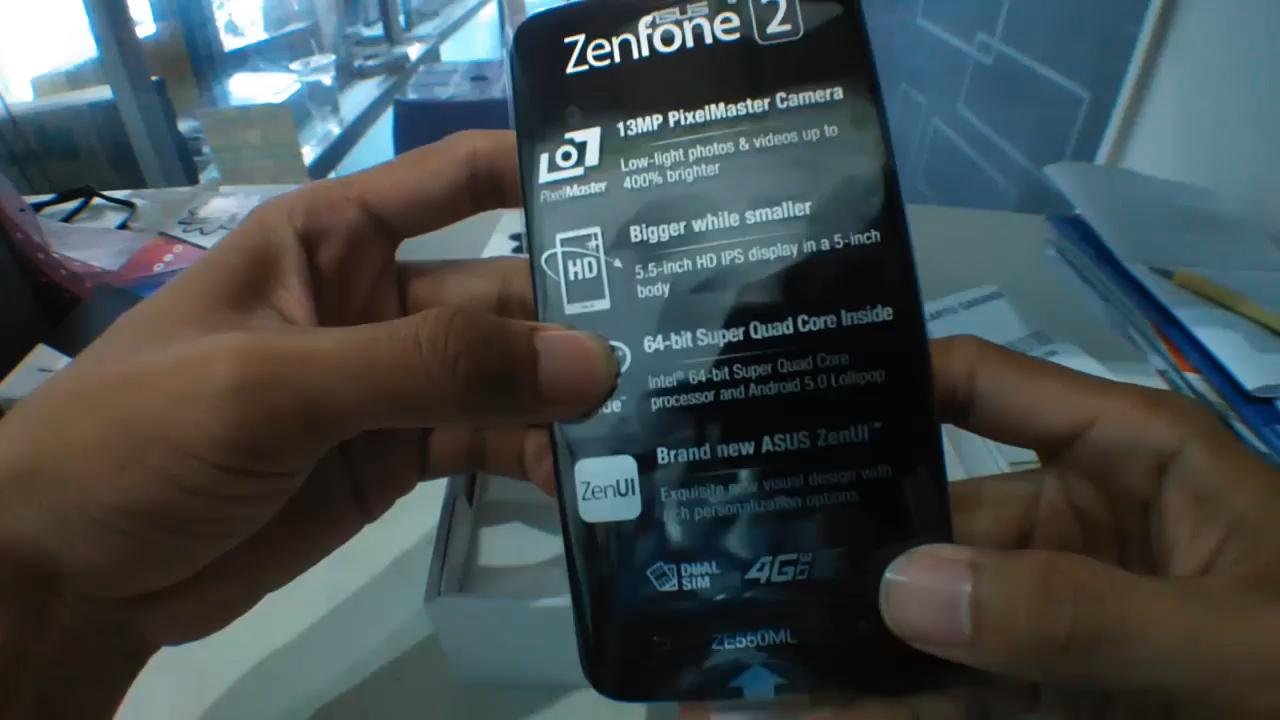 ASUS
Zenfone 2
13MP PixelMaster Camera
Low-light photos & videos up to
400% brighter
PixelMaster
Bigger while smaller
HD
5.5-inch HD IPS display in a 5-inch
body
64-bit Super Quad Core Inside
Intel® 64-bit Super Quad Core
processor and Android 5.0 Lollipop
Brand new ASUS ZenUI™
ZenUI
Exquisite new visual design with
rich personalization options
DUAL
SIM
4G LTE
ZE550ML